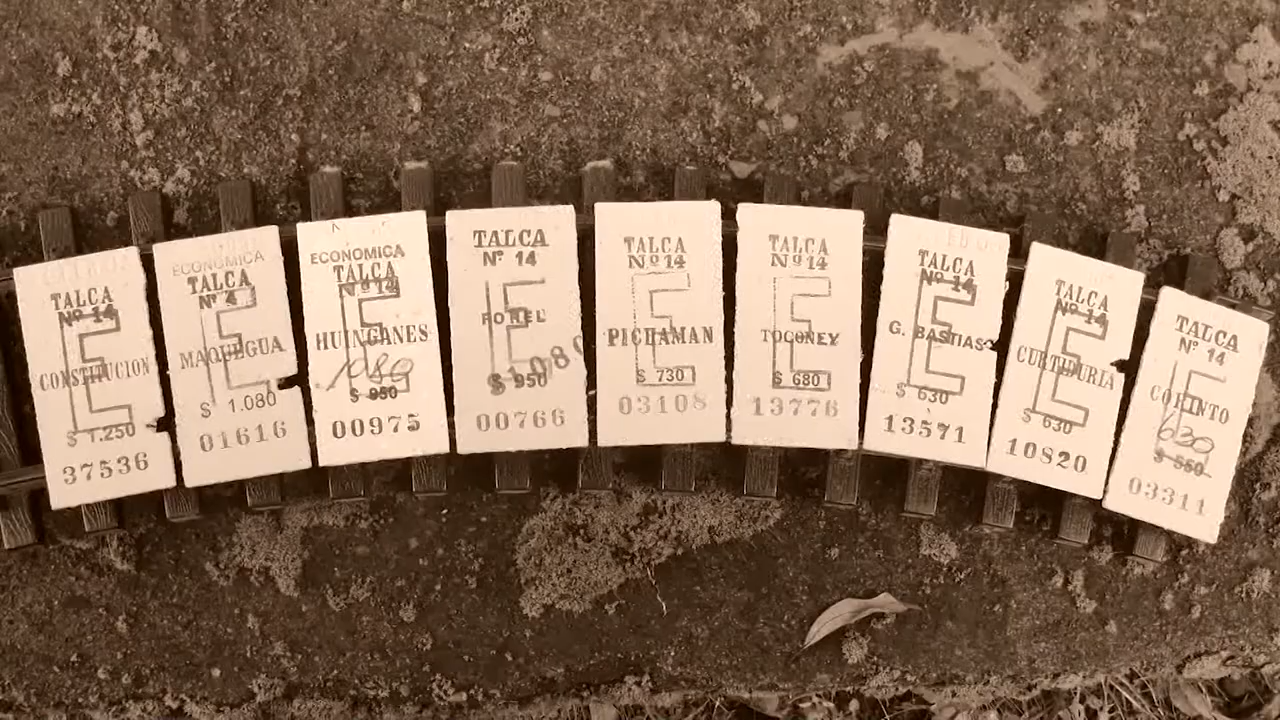 TALCA
Nº 14
E
CONSTITUCION
$ 1.250
37536
ECONOMICA
TALCA
Nº 4
E
MAQUEGUA
$ 1.080
01616
ECONOMICA
TALCA
Nº 14
E
HUINGANES
1080
$ 950
00975
TALCA
Nº 14
E
FOREL
1080
$ 950
00766
TALCA
Nº 14
E
PICHAMAN
$ 730
03108
TALCA
Nº 14
E
TOCONEY
$ 680
13776
TALCA
Nº 14
E
G. BASTIAS
$ 630
13571
TALCA
Nº 14
E
CURTIDURIA
$ 630
10820
TALCA
Nº 14
E
CORINTO
630
$ 550
03311